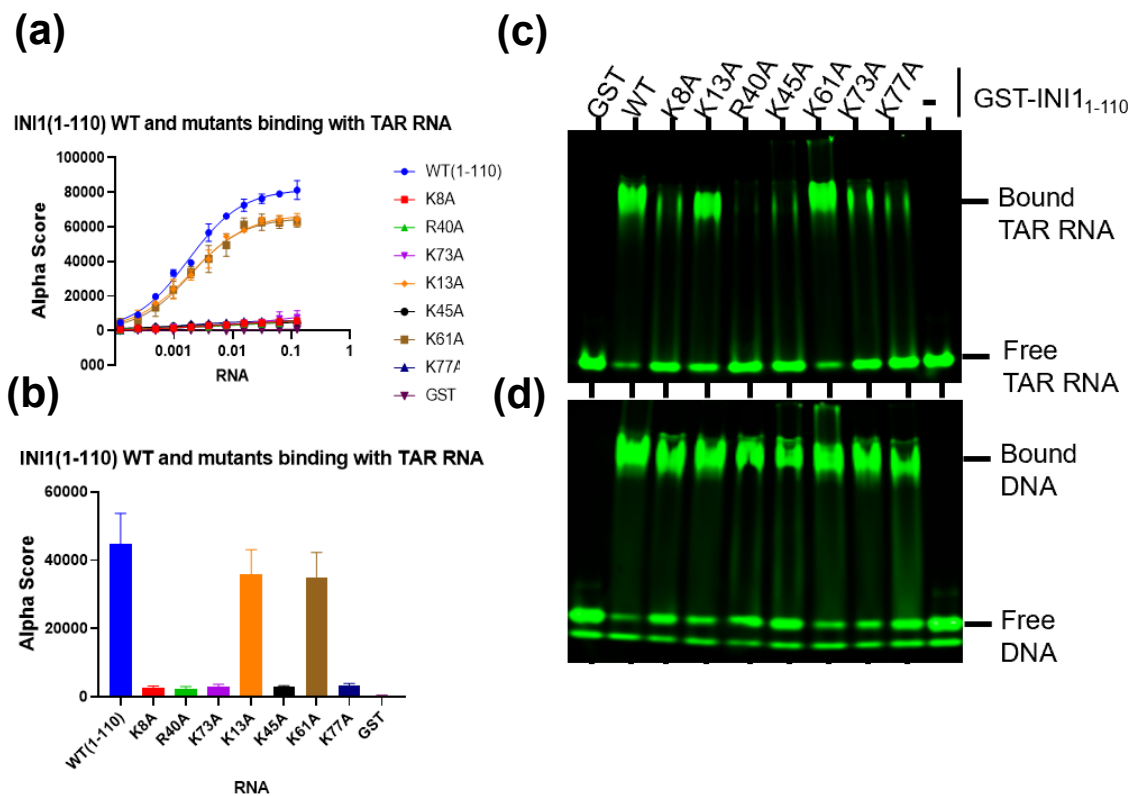 (a)
INI1(1-110) WT and mutants binding with TAR RNA
100000
80000
60000
40000
20000
0
000
Alpha Score
0.001
0.01
0.1
1
RNA
WT(1-110)
K8A
R40A
K73A
K13A
K45A
K61A
K77A
GST
(b)
INI1(1-110) WT and mutants binding with TAR RNA
60000
40000
20000
0
Alpha Score
WT(1-110)
K8A
R40A
K73A
K13A
K45A
K61A
K77A
GST
RNA
(c)
GST
WT
K8A
K13A
R40A
K45A
K61A
K73A
K77A
-
GST-INI1₁₋₁₁₀
Bound
TAR RNA
Free
TAR RNA
(d)
Bound
DNA
Free
DNA